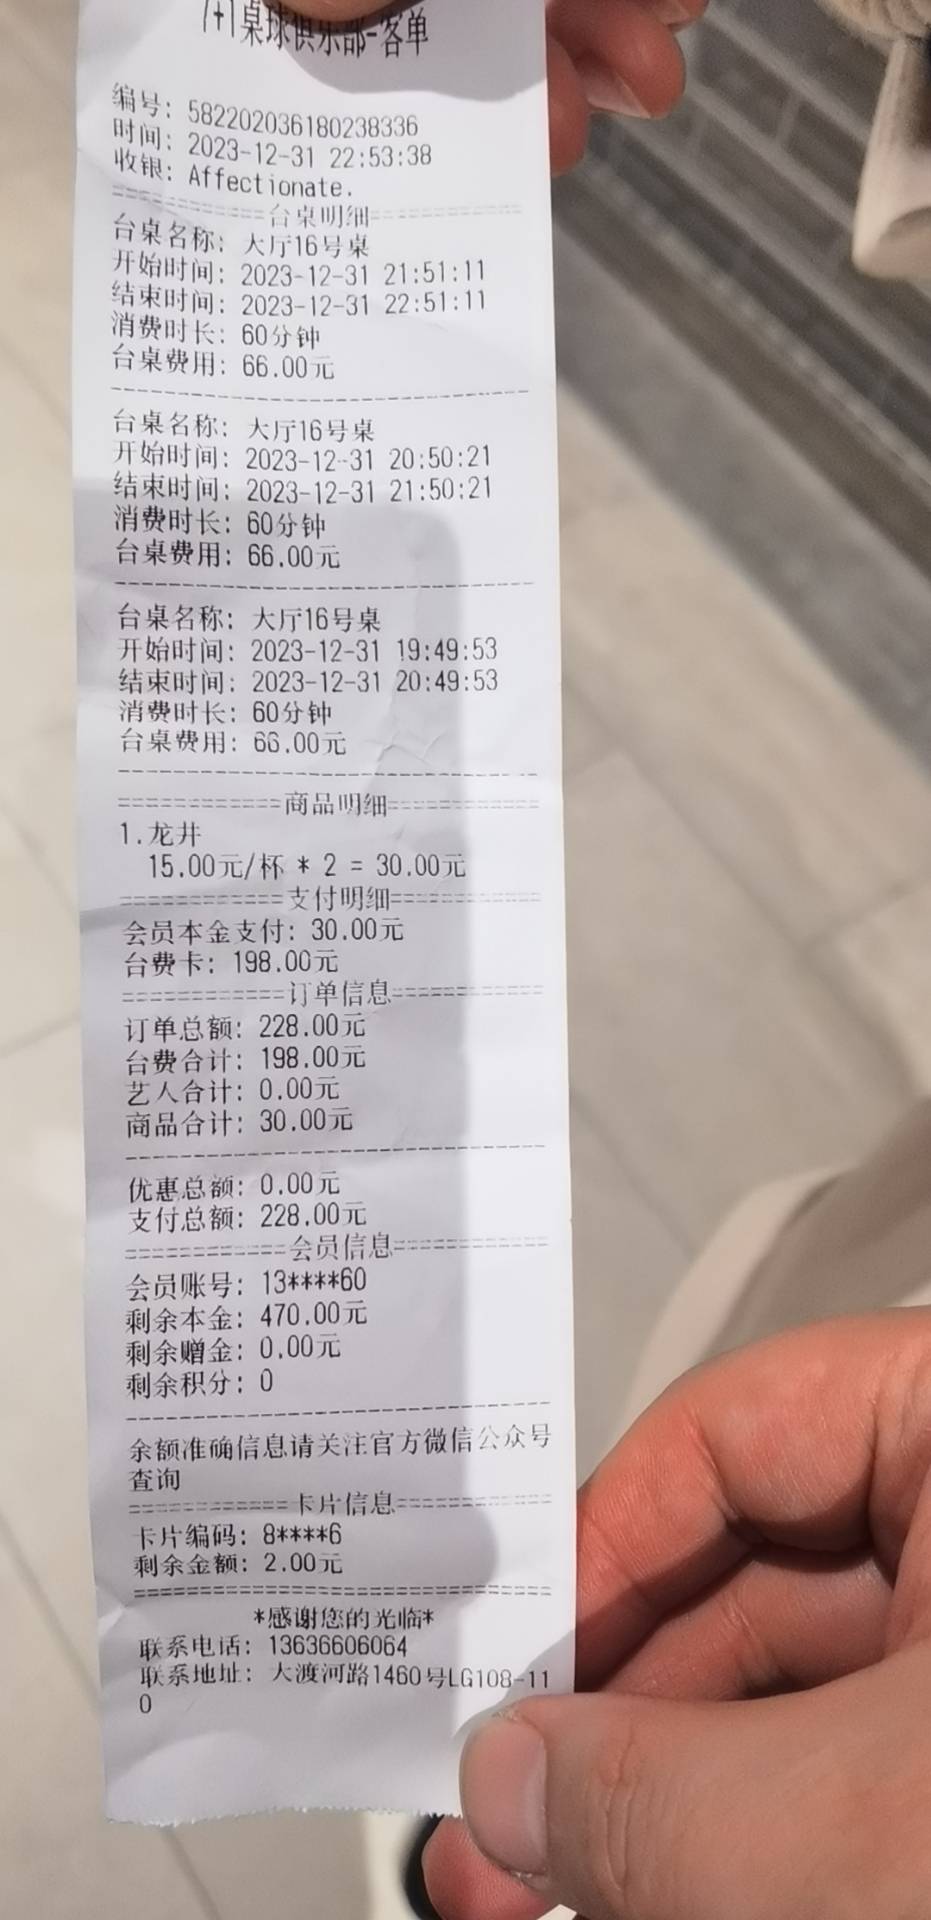 7+1桌球俱乐部-客单
编号: 582202036180238336
时间: 2023-12-31 22:53:38
收银: Affectionate.
============台桌明细============
台桌名称: 大厅16号桌
开始时间: 2023-12-31 21:51:11
结束时间: 2023-12-31 22:51:11
消费时长: 60分钟
台桌费用: 66.00元
台桌名称: 大厅16号桌
开始时间: 2023-12-31 20:50:21
结束时间: 2023-12-31 21:50:21
消费时长: 60分钟
台桌费用: 66.00元
台桌名称: 大厅16号桌
开始时间: 2023-12-31 19:49:53
结束时间: 2023-12-31 20:49:53
消费时长: 60分钟
台桌费用: 66.00元
============商品明细============
1.龙井
15.00元/杯 * 2 = 30.00元
============支付明细============
会员本金支付: 30.00元
台费卡: 198.00元
============订单信息============
订单总额: 228.00元
台费合计: 198.00元
艺人合计: 0.00元
商品合计: 30.00元
优惠总额: 0.00元
支付总额: 228.00元
============会员信息============
会员账号: 13****60
剩余本金: 470.00元
剩余赠金: 0.00元
剩余积分: 0
余额准确信息请关注官方微信公众号
查询
============卡片信息============
卡片编码: 8****6
剩余金额: 2.00元
*感谢您的光临*
联系电话: 13636606064
联系地址: 大渡河路1460号LG108-11
0